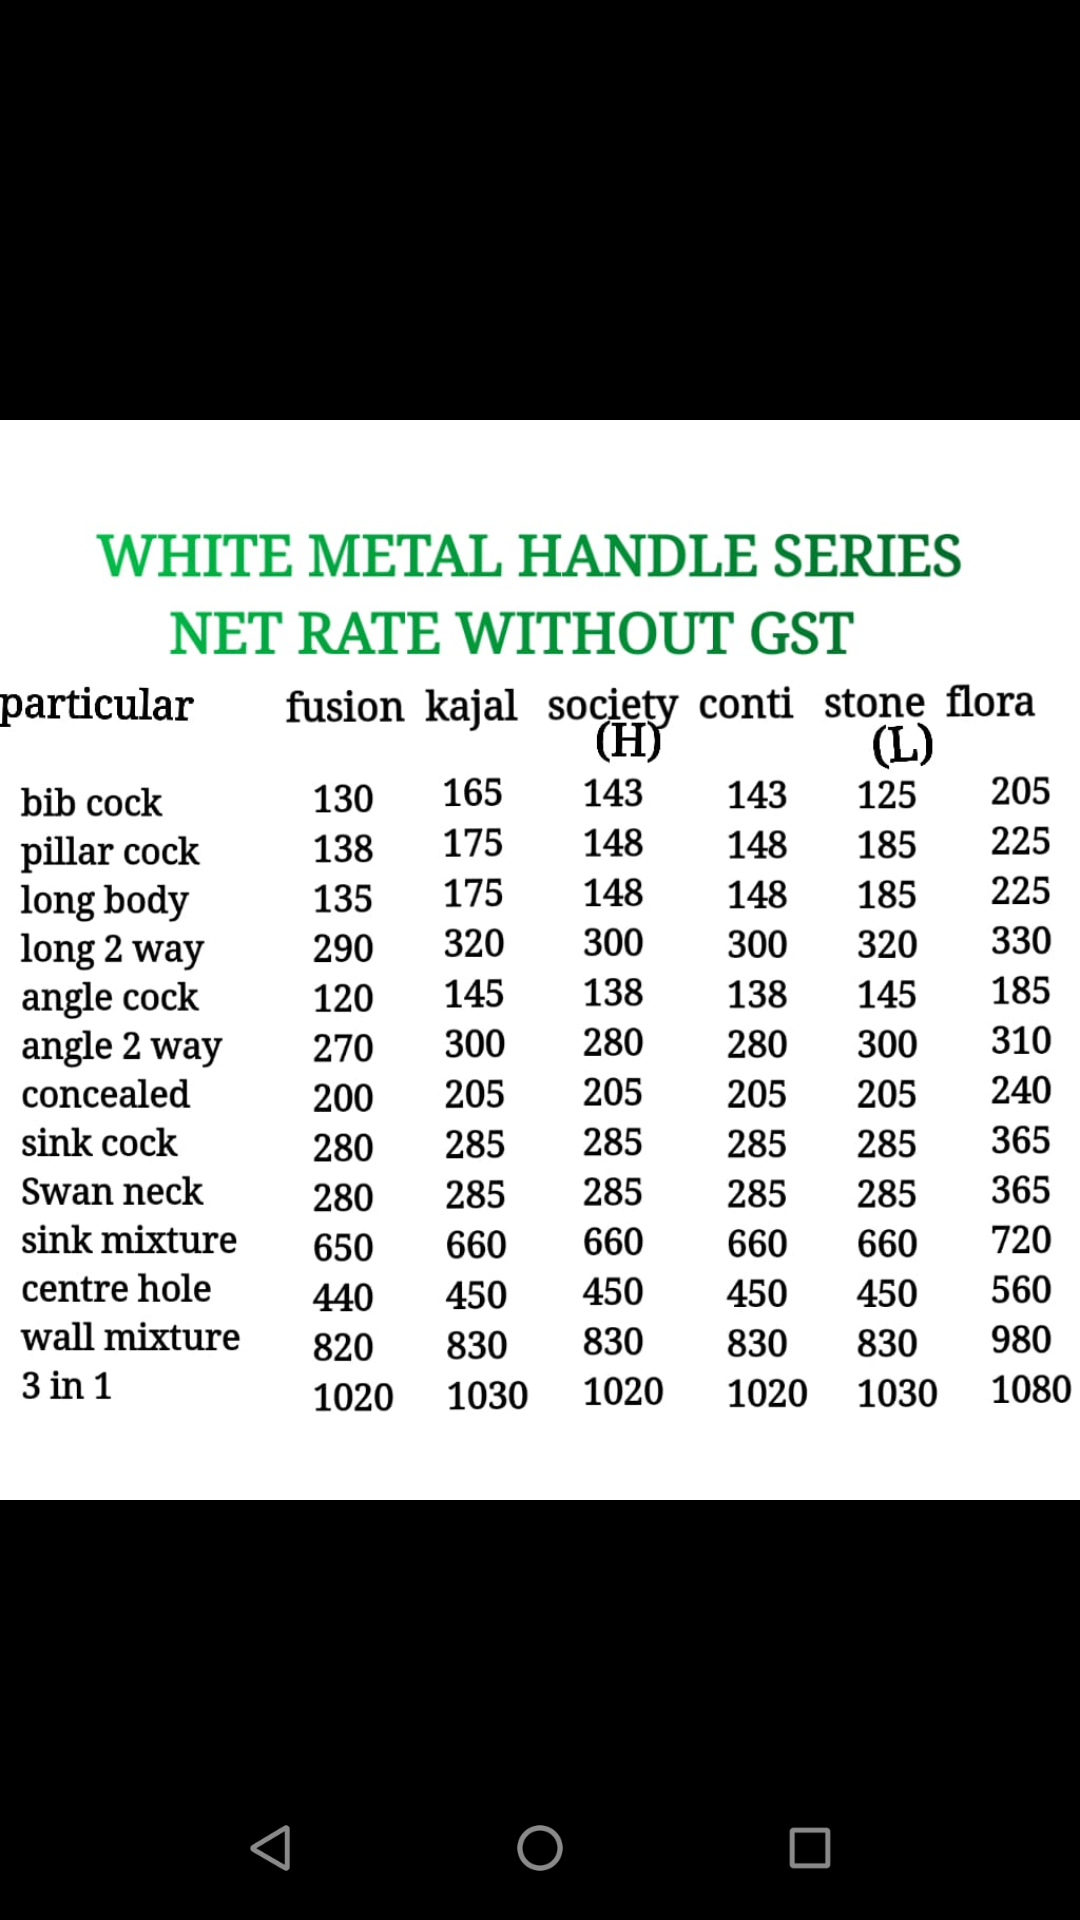 WHITE METAL HANDLE SERIES
NET RATE WITHOUT GST
particular fusion kajal society (H) conti stone (L) flora
bib cock 130 165 143 143 125 205
pillar cock 138 175 148 148 185 225
long body 135 175 148 148 185 225
long 2 way 290 320 300 300 320 330
angle cock 120 145 138 138 145 185
angle 2 way 270 300 280 280 300 310
concealed 200 205 205 205 205 240
sink cock 280 285 285 285 285 365
Swan neck 280 285 285 285 285 365
sink mixture 650 660 660 660 660 720
centre hole 440 450 450 450 450 560
wall mixture 820 830 830 830 830 980
3 in 1 1020 1030 1020 1020 1030 1080